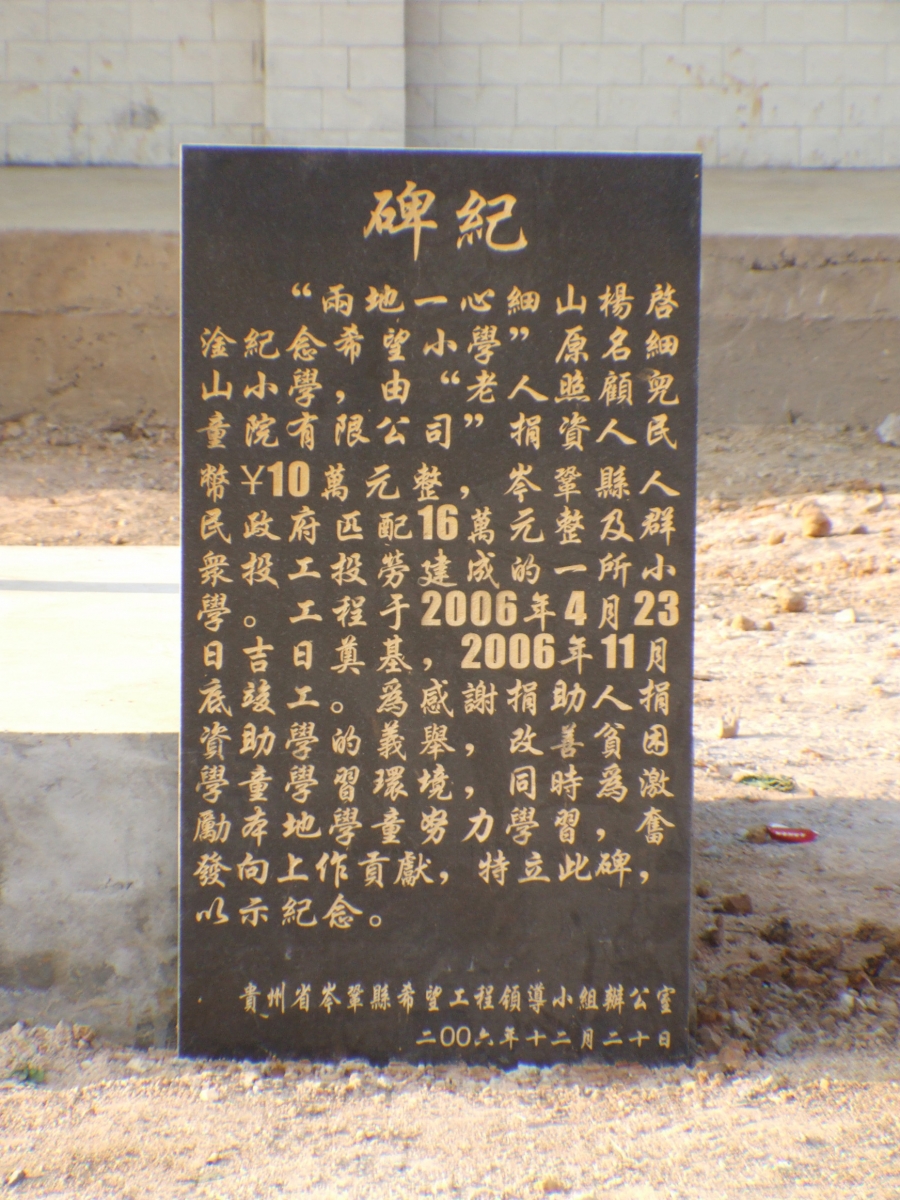 碑紀
“兩地一心細山楊啓
淦紀念希望小學”原名細
山小學，由“老人照顧兒
童小院有限公司”捐資人民
幣￥10萬元整，岑鞏縣人
民政府匹配16萬元整及群
衆投工投勞建成的一所小
學。工程于2006年4月23
日吉日奠基，2006年11月
底竣工。爲感謝捐助人捐
資助學的義舉，改善貧困
學童學習環境，同時爲激
勵本地學童努力學習，奮
發向上作貢獻，特立此碑，
以示紀念。
貴州省岑鞏縣希望工程領導小組辦公室
二00六年十二月二十日